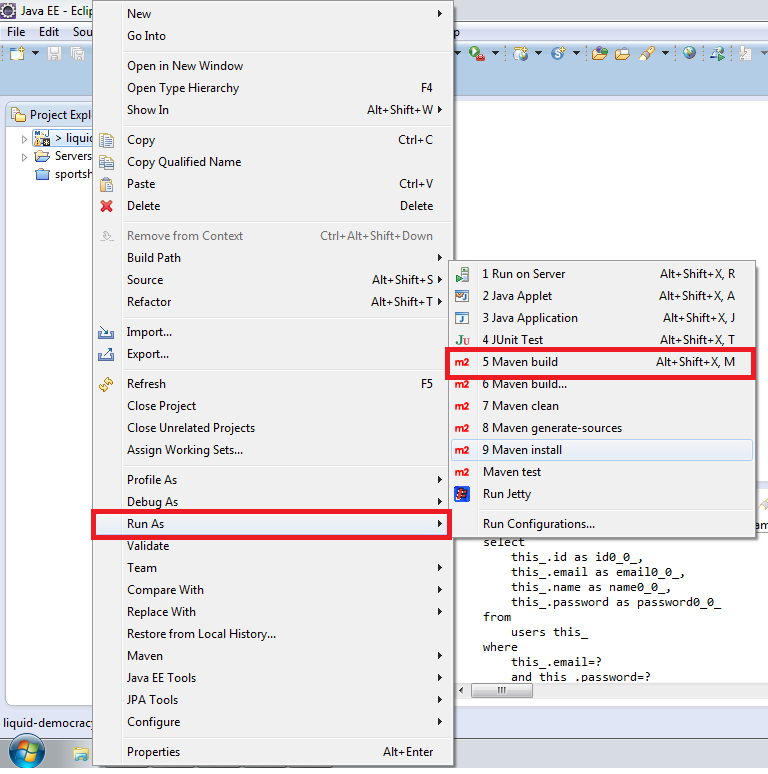 Java EE - Eclip
File Edit Sou
Project Expl
> liquid
Servers
sportsh
New
Go Into
Open in New Window
Open Type Hierarchy F4
Show In Alt+Shift+W
Copy Ctrl+C
Copy Qualified Name
Paste Ctrl+V
Delete Delete
Remove from Context Ctrl+Alt+Shift+Down
Build Path
Source Alt+Shift+S
Refactor Alt+Shift+T
Import...
Export...
Refresh F5
Close Project
Close Unrelated Projects
Assign Working Sets...
Profile As
Debug As
Run As
Validate
Team
Compare With
Replace With
Restore from Local History...
Maven
Java EE Tools
JPA Tools
Configure
Properties Alt+Enter
1 Run on Server Alt+Shift+X, R
2 Java Applet Alt+Shift+X, A
3 Java Application Alt+Shift+X, J
Ju 4 JUnit Test Alt+Shift+X, T
m2 5 Maven build Alt+Shift+X, M
m2 6 Maven build...
m2 7 Maven clean
m2 8 Maven generate-sources
m2 9 Maven install
m2 Maven test
Run Jetty
Run Configurations...
select
this_.id as id0_0_,
this_.email as email0_0_,
this_.name as name0_0_,
this_.password as password0_0_
from
users this_
where
this_.email=?
and this_.password=?
liquid-democracy